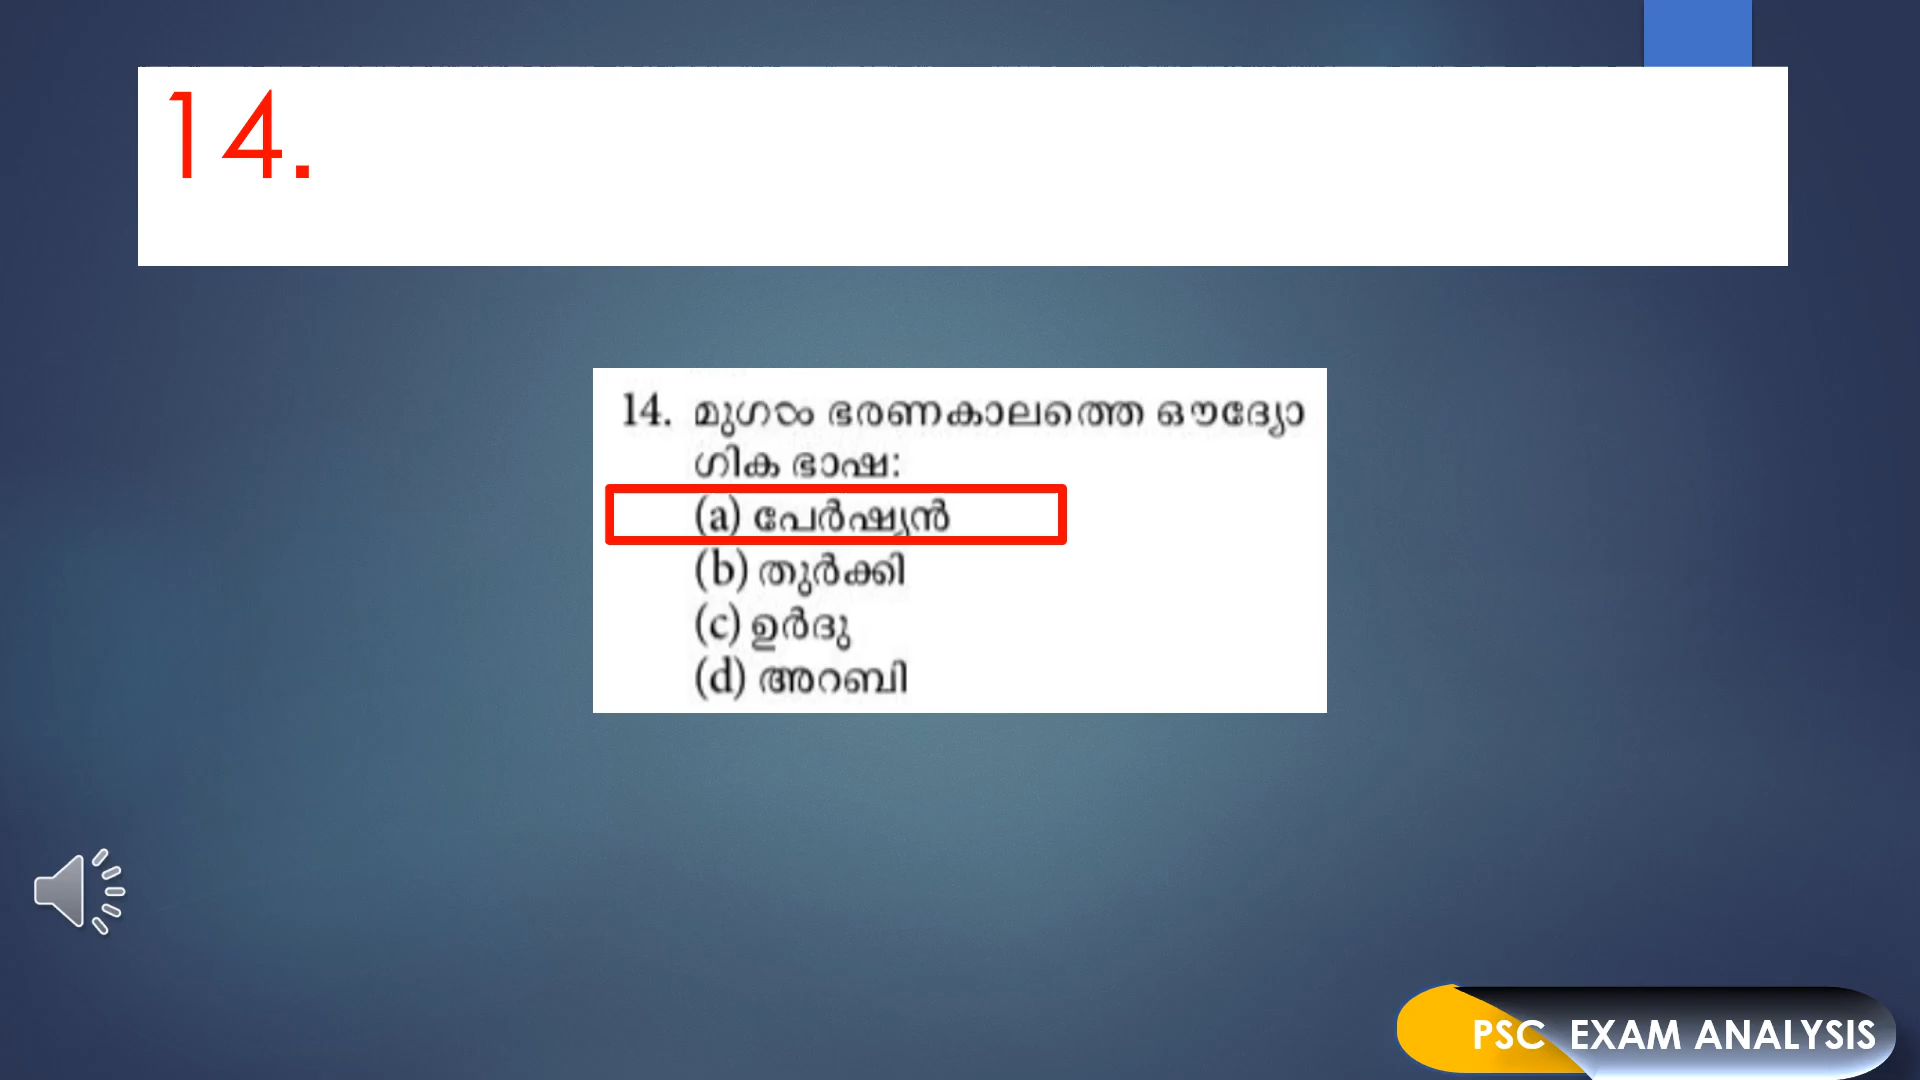 14.
14. മുഗൾ ഭരണകാലത്തെ ഔദ്യോ
ഗിക ഭാഷ:
(a) പേർഷ്യൻ
(b) തുർക്കി
(c) ഉർദു
(d) അറബി
PSC EXAM ANALYSIS